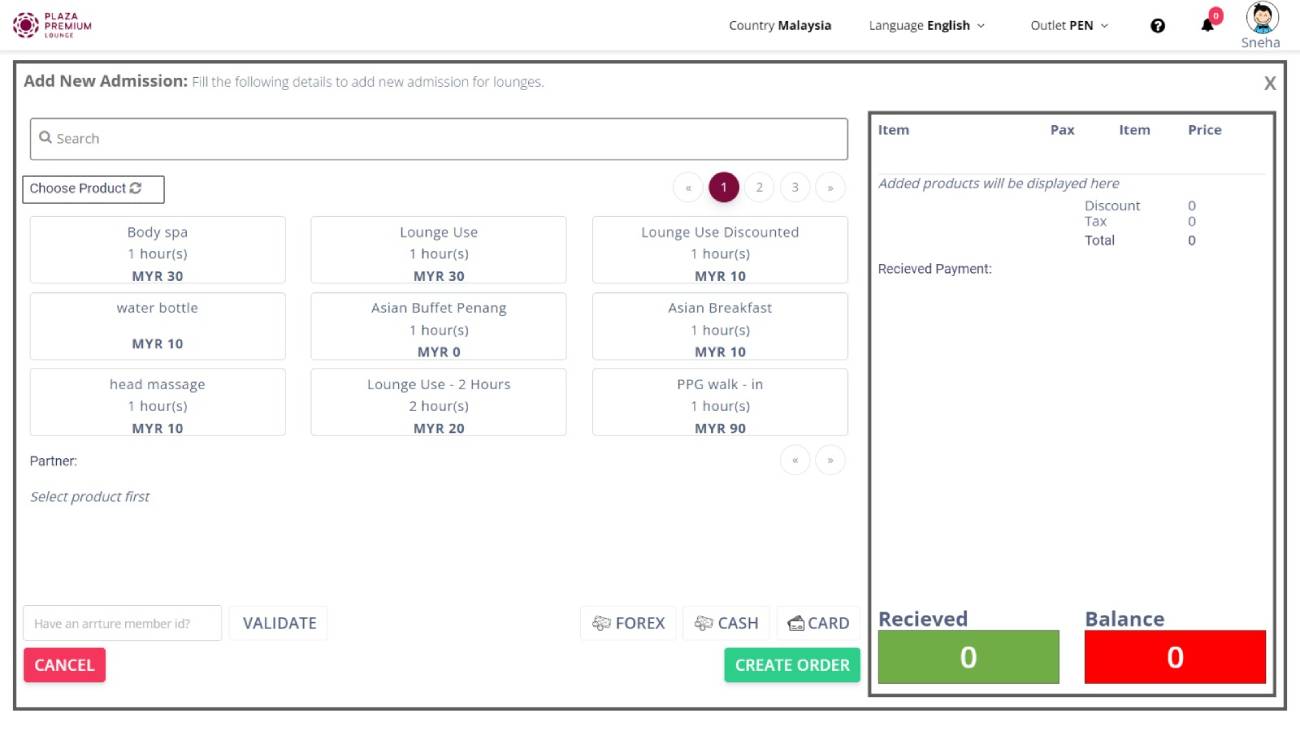 PLAZA
PREMIUM
LOUNGE
Country Malaysia
Language English
Outlet PEN
0
Sneha
Add New Admission: Fill the following details to add new admission for lounges.
X
Search
Choose Product
« 1 2 3 »
Body spa
1 hour(s)
MYR 30
Lounge Use
1 hour(s)
MYR 30
Lounge Use Discounted
1 hour(s)
MYR 10
water bottle
MYR 10
Asian Buffet Penang
1 hour(s)
MYR 0
Asian Breakfast
1 hour(s)
MYR 10
head massage
1 hour(s)
MYR 10
Lounge Use - 2 Hours
2 hour(s)
MYR 20
PPG walk - in
1 hour(s)
MYR 90
Partner:
« »
Select product first
Have an arrture member id?
VALIDATE
FOREX
CASH
CARD
CANCEL
CREATE ORDER
Item Pax Item Price
Added products will be displayed here
Discount 0
Tax 0
Total 0
Recieved Payment:
Recieved
0
Balance
0